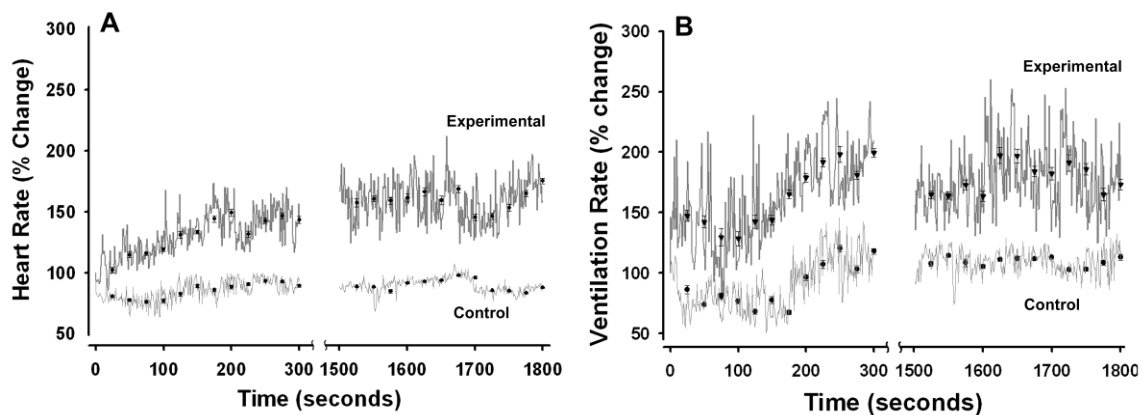 A
Heart Rate (% Change)
300
250
200
150
100
50
Experimental
Control
0 100 200 300 1500 1600 1700 1800
Time (seconds)
B
Ventilation Rate (% change)
300
250
200
150
100
50
Experimental
Control
0 100 200 300 1500 1600 1700 1800
Time (seconds)